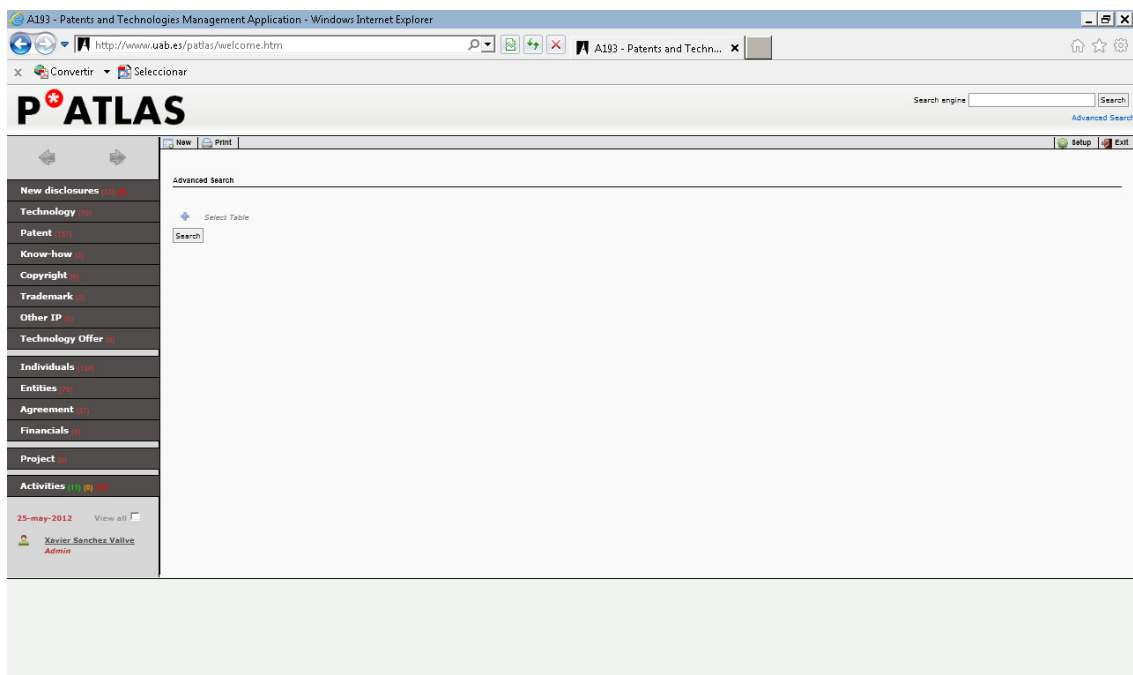 A193 - Patents and Technologies Management Application - Windows Internet Explorer
http://www.uab.es/patlas/welcome.htm
A193 - Patents and Techn...
x Convertir Seleccionar
P*ATLAS
Search engine
Search
Advanced Search
New Print
Setup Exit
Advanced Search
Select Table
Search
New disclosures
Technology
Patent
Know-how
Copyright
Trademark
Other IP
Technology Offer
Individuals
Entities
Agreement
Financials
Project
Activities (11) (0)
25-may-2012 View all
Xavier Sanchez Vallve
Admin